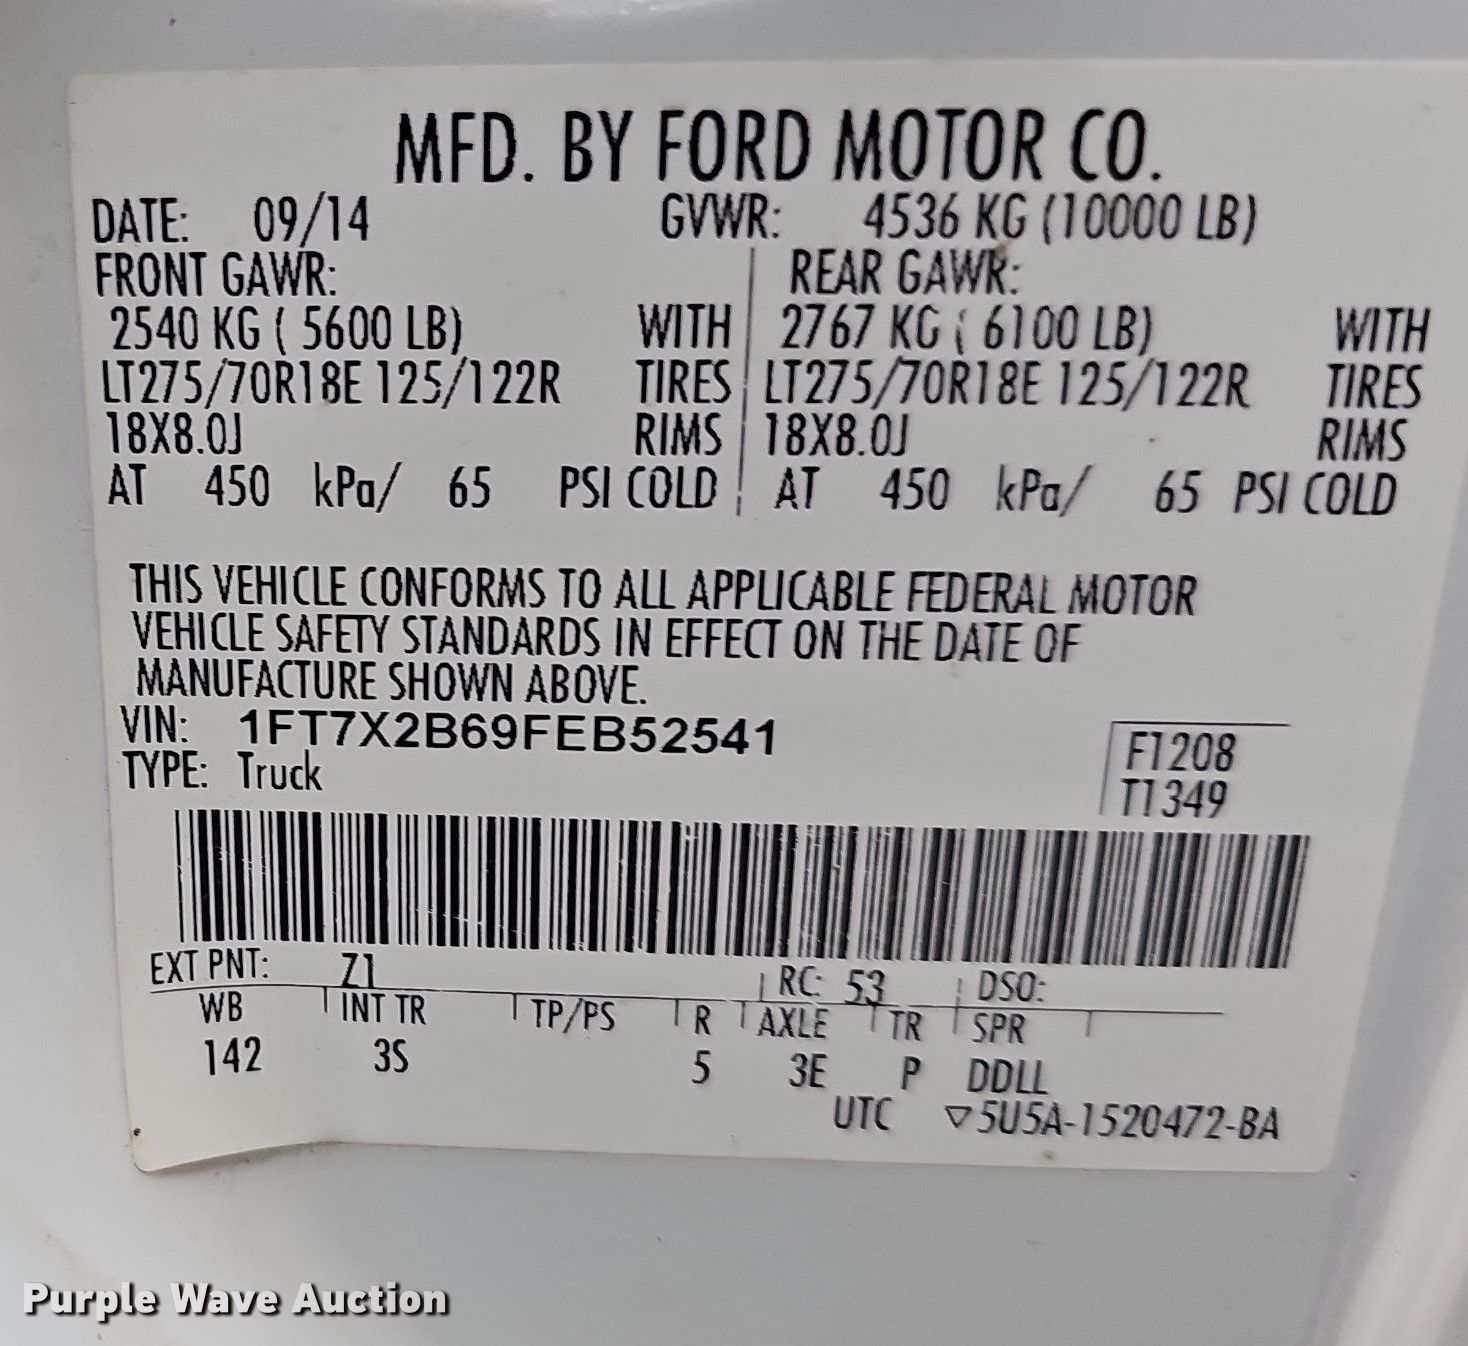 MFD. BY FORD MOTOR CO.
DATE: 09/14 GVWR: 4536 KG (10000 LB)
FRONT GAWR: REAR GAWR:
2540 KG ( 5600 LB) WITH 2767 KG ( 6100 LB) WITH
LT275/70R18E 125/122R TIRES LT275/70R18E 125/122R TIRES
18X8.0J RIMS 18X8.0J RIMS
AT 450 kPa/ 65 PSI COLD AT 450 kPa/ 65 PSI COLD
THIS VEHICLE CONFORMS TO ALL APPLICABLE FEDERAL MOTOR
VEHICLE SAFETY STANDARDS IN EFFECT ON THE DATE OF
MANUFACTURE SHOWN ABOVE.
VIN: 1FT7X2B69FEB52541
TYPE: Truck
F1208
T1349
EXT PNT: Z1 RC: 53 DSO:
WB INT TR TP/PS R AXLE TR SPR
142 3S 5 3E P DDLL
UTC ▽5U5A-1520472-BA
Purple Wave Auction